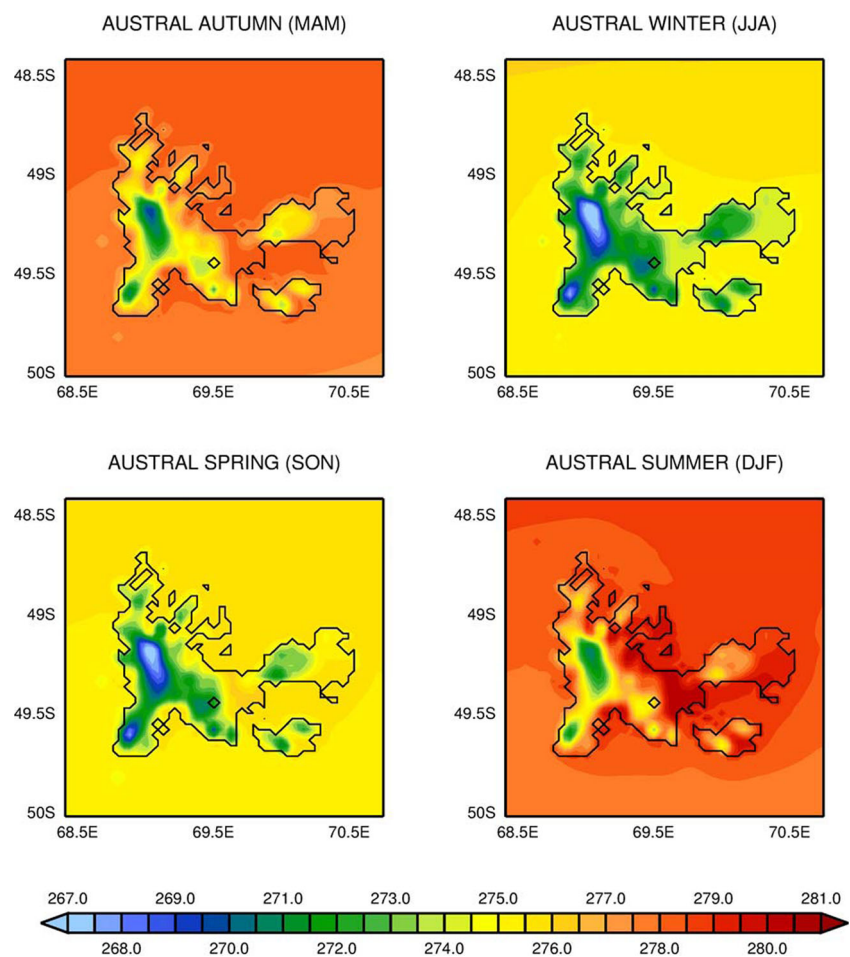 AUSTRAL AUTUMN (MAM) AUSTRAL WINTER (JJA)
48.5S 48.5S
49S 49S
49.5S 49.5S
50S 50S
68.5E 69.5E 70.5E 68.5E 69.5E 70.5E
AUSTRAL SPRING (SON) AUSTRAL SUMMER (DJF)
48.5S 48.5S
49S 49S
49.5S 49.5S
50S 50S
68.5E 69.5E 70.5E 68.5E 69.5E 70.5E
267.0 269.0 271.0 273.0 275.0 277.0 279.0 281.0
268.0 270.0 272.0 274.0 276.0 278.0 280.0